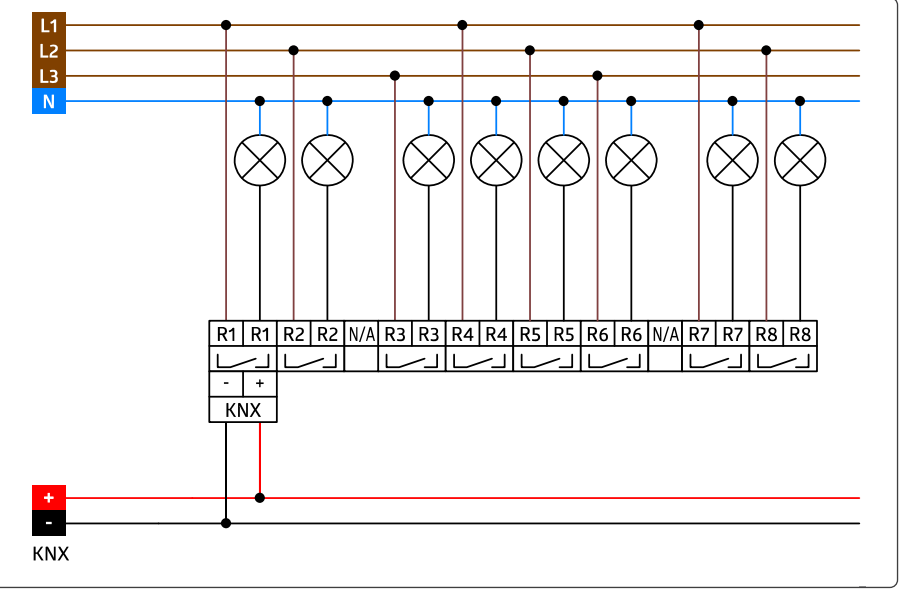 L1
L2
L3
N
R1 R1 R2 R2 N/A R3 R3 R4 R4 R5 R5 R6 R6 N/A R7 R7 R8 R8
- +
KNX
+
-
KNX